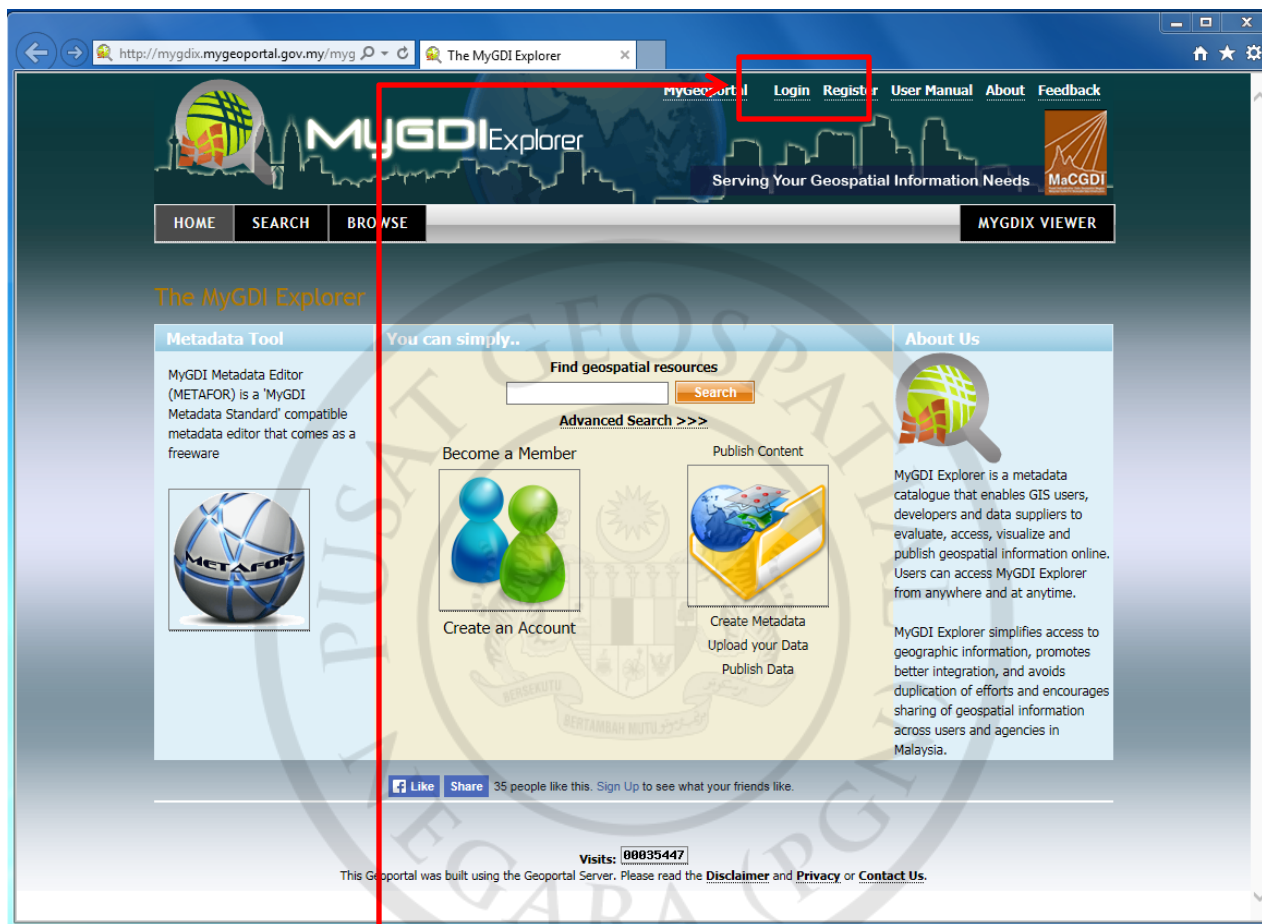 http://mygdix.mygeoportal.gov.my/myg
The MyGDI Explorer
MyGeoportal Login Register User Manual About Feedback
MyGDI Explorer
Serving Your Geospatial Information Needs
MaCGDI
HOME SEARCH BROWSE MYGDIX VIEWER
The MyGDI Explorer
Metadata Tool
MyGDI Metadata Editor
(METAFOR) is a 'MyGDI
Metadata Standard' compatible
metadata editor that comes as a
freeware
METAFOR
You can simply..
Find geospatial resources
Search
Advanced Search >>>
Become a Member
Create an Account
Publish Content
Create Metadata
Upload your Data
Publish Data
About Us
MyGDI Explorer is a metadata
catalogue that enables GIS users,
developers and data suppliers to
evaluate, access, visualize and
publish geospatial information online.
Users can access MyGDI Explorer
from anywhere and at anytime.
MyGDI Explorer simplifies access to
geographic information, promotes
better integration, and avoids
duplication of efforts and encourages
sharing of geospatial information
across users and agencies in
Malaysia.
Like Share 35 people like this. Sign Up to see what your friends like.
Visits: 00035447
This Geoportal was built using the Geoportal Server. Please read the Disclaimer and Privacy or Contact Us.
PUSAT GEOSPATIAL NEGARA (PGN)
BERSEKUTU
BERTAMBAH MUTU